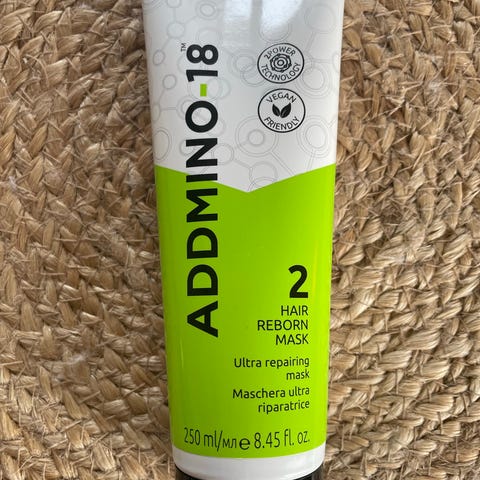 ADDMINO-18™
2POWER
TECHNOLOGY
VEGAN
FRIENDLY
2
HAIR
REBORN
MASK
Ultra repairing
mask
Maschera ultra
riparatrice
250 ml/мл e 8.45 fl. oz.